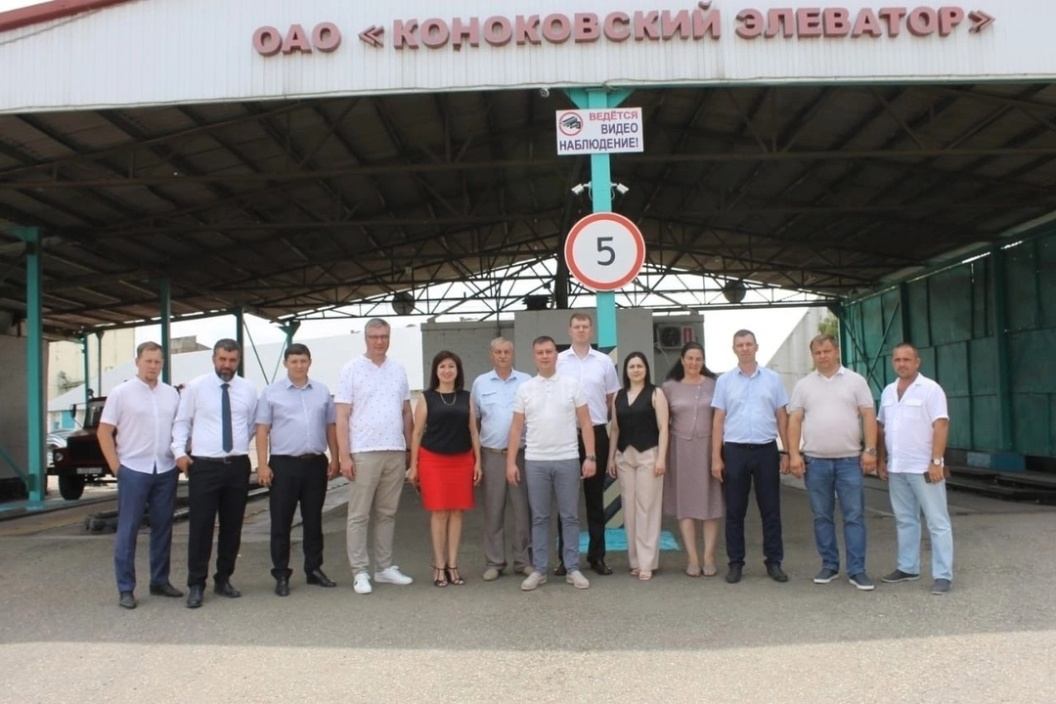 ОАО «КОНОКОВСКИЙ ЭЛЕВАТОР»
ВЕДЁТСЯ
ВИДЕО
НАБЛЮДЕНИЕ!
5